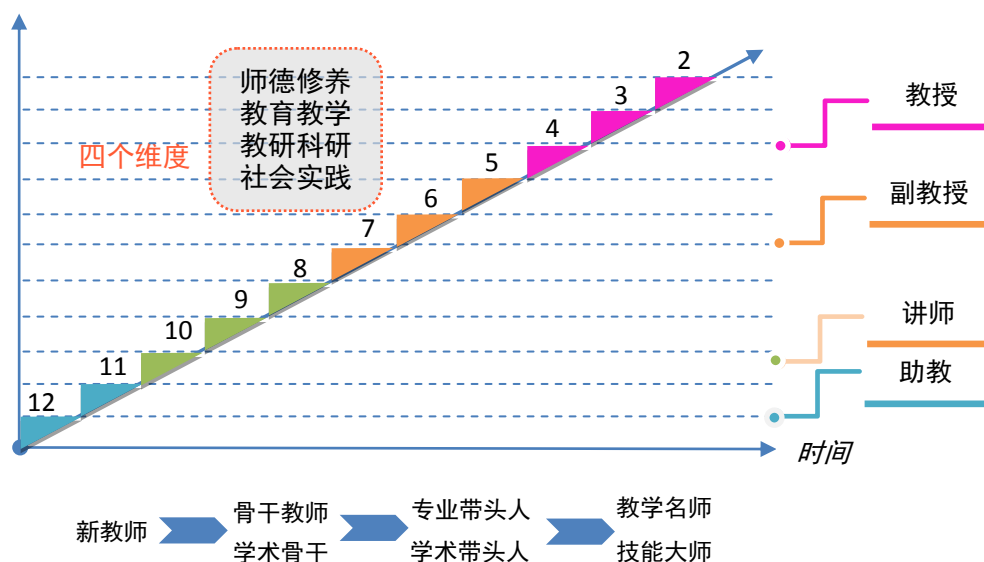 师德修养
教育教学
教研科研
社会实践
四个维度
2
3
4
5
6
7
8
9
10
11
12
教授
副教授
讲师
助教
时间
新教师
骨干教师
学术骨干
专业带头人
学术带头人
教学名师
技能大师